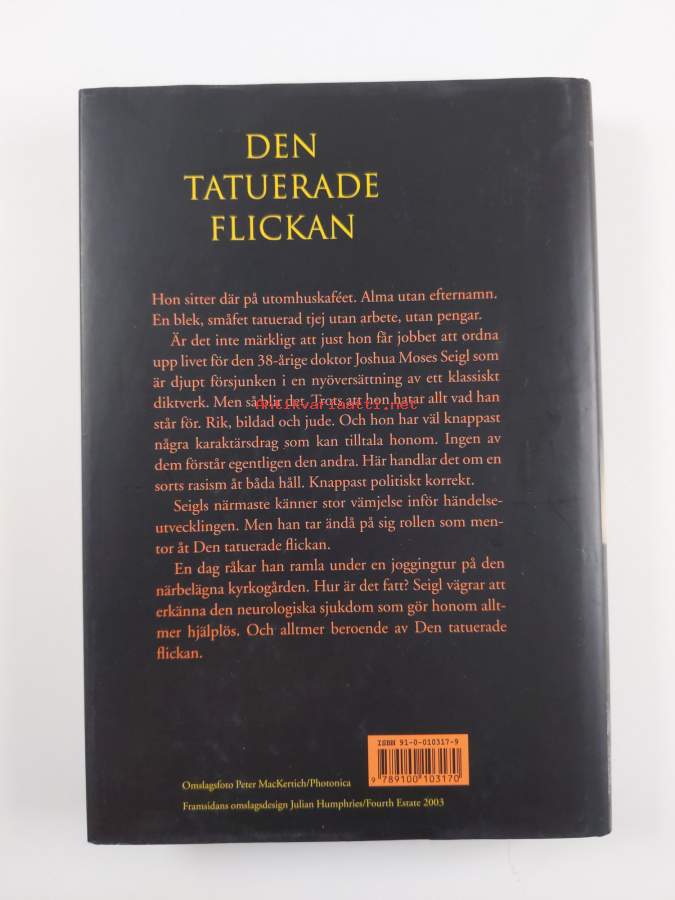 DEN
TATUERADE
FLICKAN
Hon sitter där på utomhuskaféet. Alma utan efternamn.
En blek, småfet tatuerad tjej utan arbete, utan pengar.
Är det inte märkligt att just hon får jobbet att ordna
upp livet för den 38-årige doktor Joshua Moses Seigl som
är djupt försjunken i en nyöversättning av ett klassiskt
diktverk. Men så blir det. Trots att hon hatar allt vad han
Antikvariaatti.net
står för. Rik, bildad och jude. Och hon har väl knappast
några karaktärsdrag som kan tilltala honom. Ingen av
dem förstår egentligen den andra. Här handlar det om en
sorts rasism åt båda håll. Knappast politiskt korrekt.
Seigls närmaste känner stor vämjelse inför händelse-
utvecklingen. Men han tar ändå på sig rollen som men-
tor åt Den tatuerade flickan.
En dag råkar han ramla under en joggingtur på den
närbelägna kyrkogården. Hur är det fatt? Seigl vägrar att
erkänna den neurologiska sjukdom som gör honom allt-
mer hjälplös. Och alltmer beroende av Den tatuerade
flickan.
ISBN 91-0-010317-9
9 789100 103170
Omslagsfoto Peter MacKertich/Photonica
Framsidans omslagsdesign Julian Humphries/Fourth Estate 2003